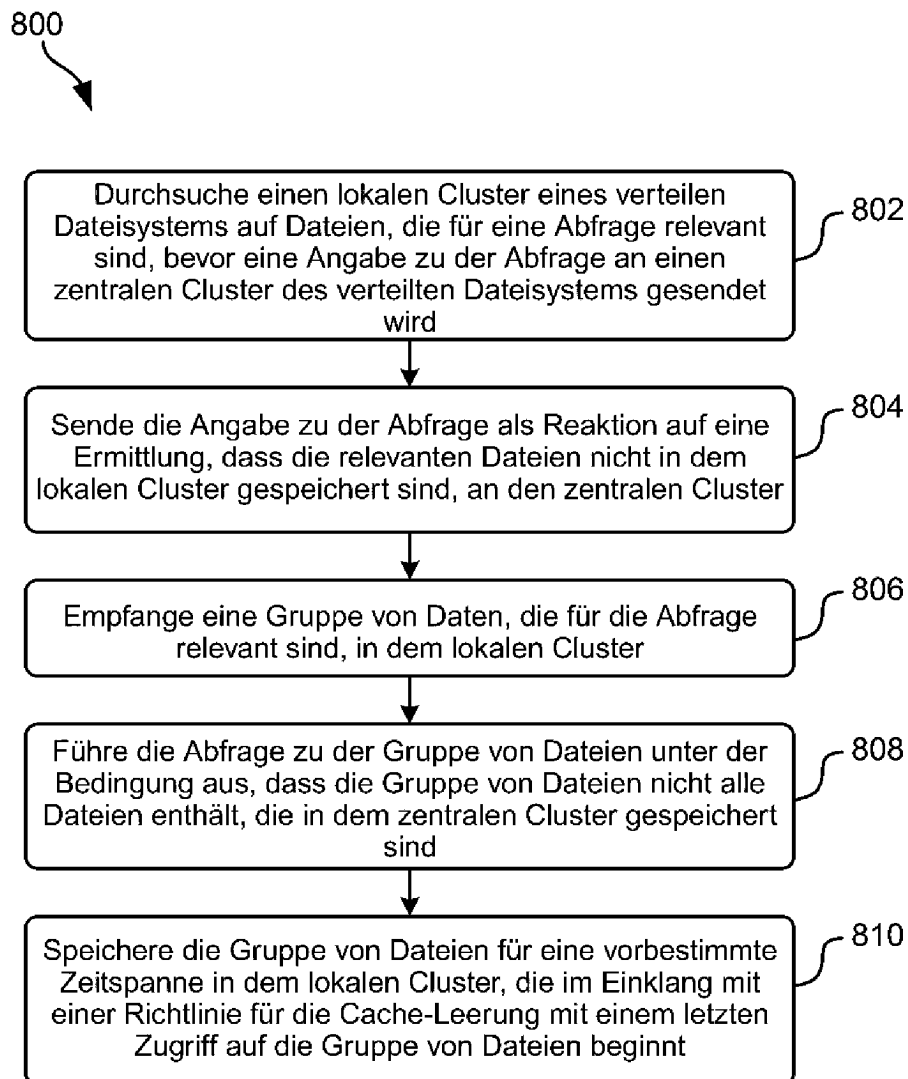 800
Durchsuche einen lokalen Cluster eines verteilen
Dateisystems auf Dateien, die für eine Abfrage relevant
sind, bevor eine Angabe zu der Abfrage an einen
zentralen Cluster des verteilten Dateisystems gesendet
wird
802
Sende die Angabe zu der Abfrage als Reaktion auf eine
Ermittlung, dass die relevanten Dateien nicht in dem
lokalen Cluster gespeichert sind, an den zentralen Cluster
804
Empfange eine Gruppe von Daten, die für die Abfrage
relevant sind, in dem lokalen Cluster
806
Führe die Abfrage zu der Gruppe von Dateien unter der
Bedingung aus, dass die Gruppe von Dateien nicht alle
Dateien enthält, die in dem zentralen Cluster gespeichert
sind
808
Speichere die Gruppe von Dateien für eine vorbestimmte
Zeitspanne in dem lokalen Cluster, die im Einklang mit
einer Richtlinie für die Cache-Leerung mit einem letzten
Zugriff auf die Gruppe von Dateien beginnt
810